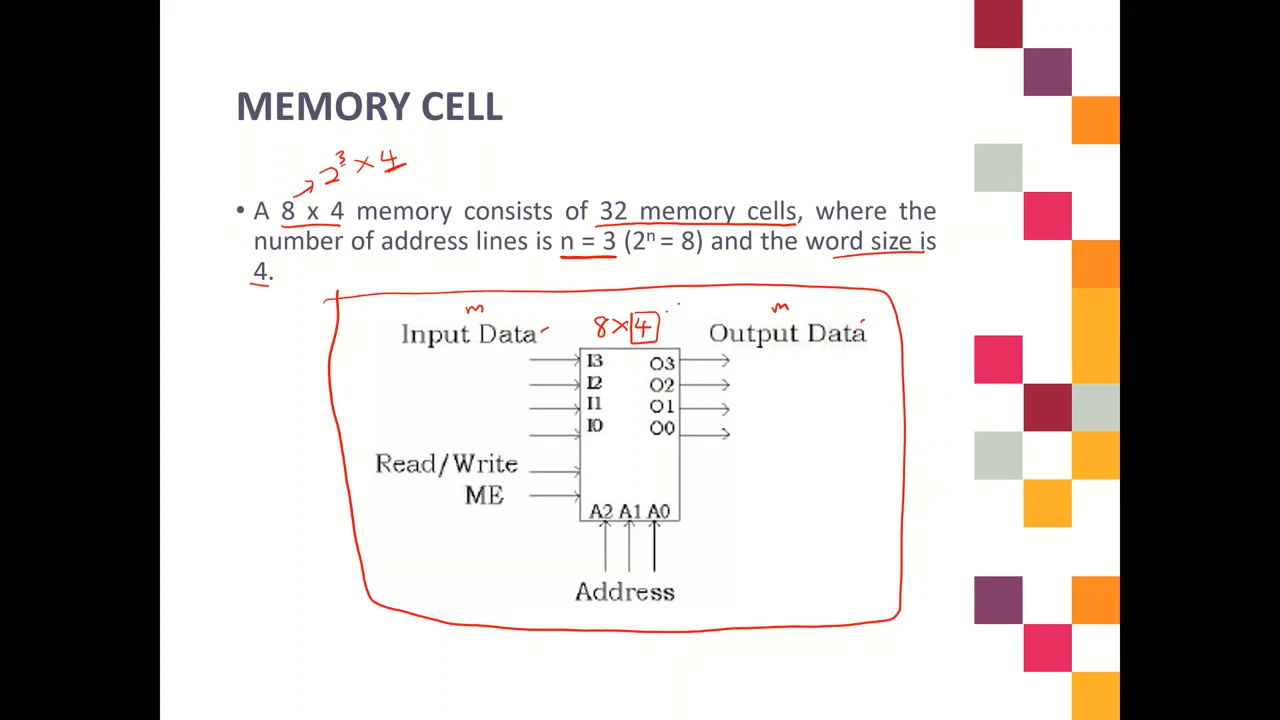 MEMORY CELL
2³ × 4
• A 8 x 4 memory consists of 32 memory cells, where the
number of address lines is n = 3 (2ⁿ = 8) and the word size is
4.
m m
8×4
Input Data Output Data
I3 O3
I2 O2
I1 O1
I0 O0
Read/Write
ME
A2 A1 A0
Address